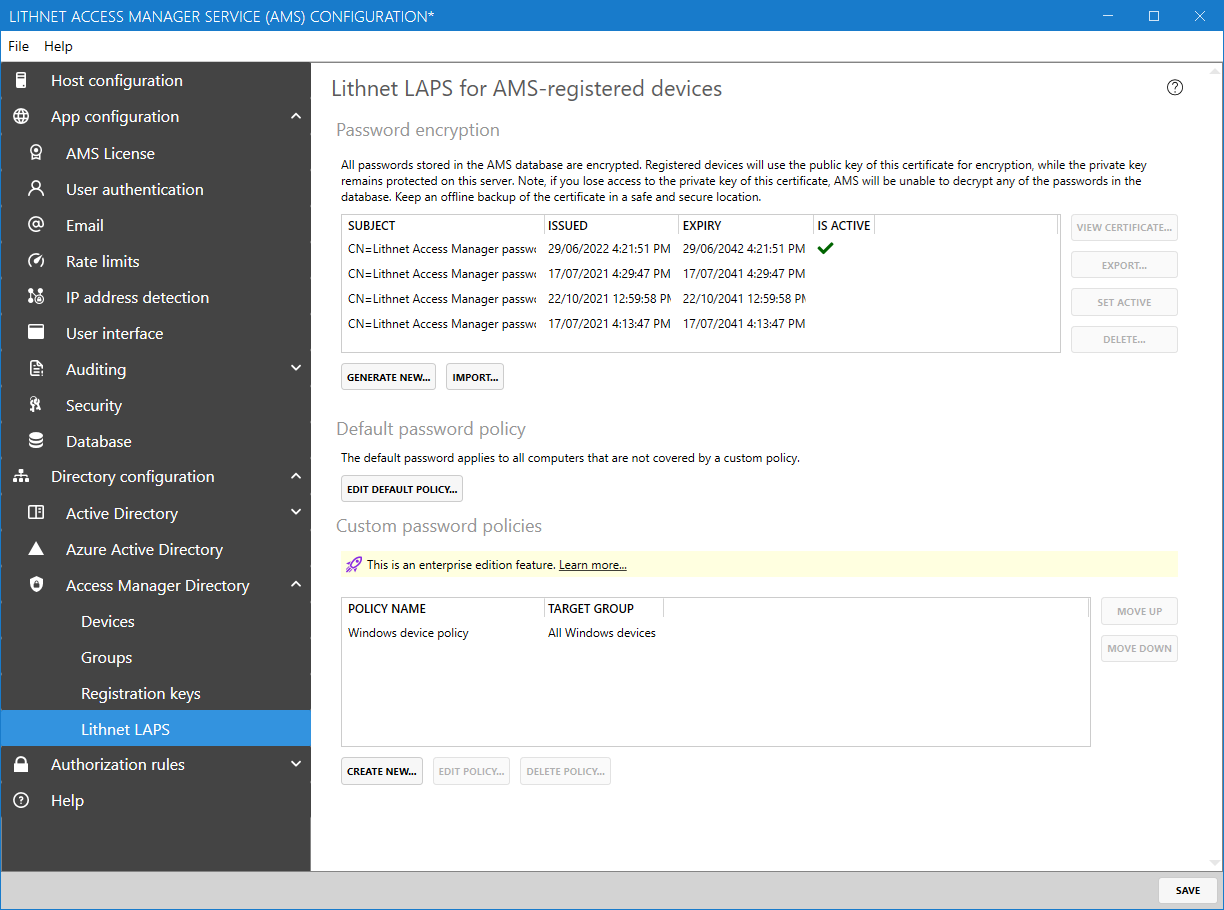 LITHNET ACCESS MANAGER SERVICE (AMS) CONFIGURATION*
File Help
Host configuration
App configuration
AMS License
User authentication
Email
Rate limits
IP address detection
User interface
Auditing
Security
Database
Directory configuration
Active Directory
Azure Active Directory
Access Manager Directory
Devices
Groups
Registration keys
Lithnet LAPS
Authorization rules
Help
Lithnet LAPS for AMS-registered devices
Password encryption
All passwords stored in the AMS database are encrypted. Registered devices will use the public key of this certificate for encryption, while the private key
remains protected on this server. Note, if you lose access to the private key of this certificate, AMS will be unable to decrypt any of the passwords in the
database. Keep an offline backup of the certificate in a safe and secure location.
SUBJECT ISSUED EXPIRY IS ACTIVE
CN=Lithnet Access Manager passw 29/06/2022 4:21:51 PM 29/06/2042 4:21:51 PM
CN=Lithnet Access Manager passw 17/07/2021 4:29:47 PM 17/07/2041 4:29:47 PM
CN=Lithnet Access Manager passw 22/10/2021 12:59:58 PM 22/10/2041 12:59:58 PM
CN=Lithnet Access Manager passw 17/07/2021 4:13:47 PM 17/07/2041 4:13:47 PM
VIEW CERTIFICATE...
EXPORT...
SET ACTIVE
DELETE...
GENERATE NEW... IMPORT...
Default password policy
The default password applies to all computers that are not covered by a custom policy.
EDIT DEFAULT POLICY...
Custom password policies
This is an enterprise edition feature. Learn more...
POLICY NAME TARGET GROUP
Windows device policy All Windows devices
MOVE UP
MOVE DOWN
CREATE NEW... EDIT POLICY... DELETE POLICY...
SAVE